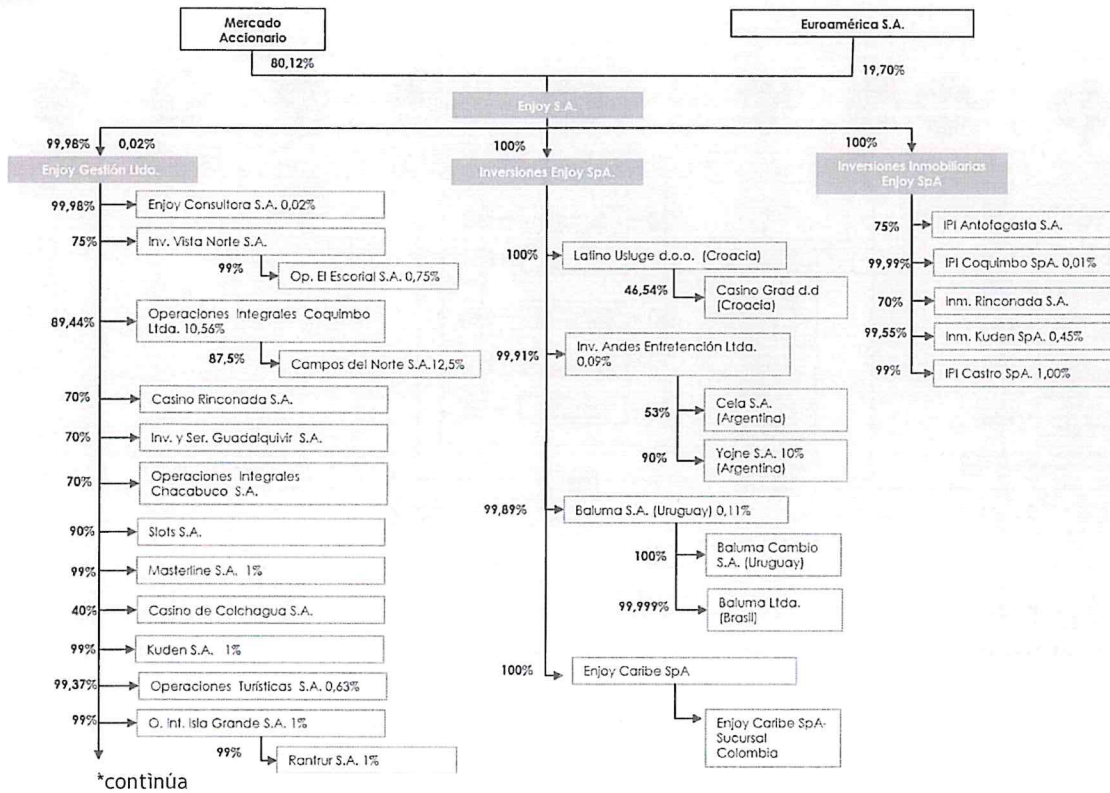 Mercado
Accionario
Euroamérica S.A.
80,12%
19,70%
Enjoy S.A.
99,98%
0,02%
100%
100%
Enjoy Gestión Ltda.
Inversiones Enjoy SpA.
Inversiones Inmobiliarias
Enjoy SpA
99,98%
Enjoy Consultora S.A. 0,02%
75%
Inv. Vista Norte S.A.
99%
Op. El Escorial S.A. 0,75%
89,44%
Operaciones Integrales Coquimbo
Ltda. 10,56%
87,5%
Campos del Norte S.A.12,5%
70%
Casino Rinconada S.A.
70%
Inv. y Ser. Guadalquivir S.A.
70%
Operaciones Integrales
Chacabuco S.A.
90%
Slots S.A.
99%
Masterline S.A. 1%
40%
Casino de Colchagua S.A.
99%
Kuden S.A. 1%
99,37%
Operaciones Turísticas S.A. 0,63%
99%
O. Int. Isla Grande S.A. 1%
99%
Rantrur S.A. 1%
*continúa
100%
Latino Usluge d.o.o. (Croacia)
46,54%
Casino Grad d.d
(Croacia)
99,91%
Inv. Andes Entretención Ltda.
0,09%
53%
Cela S.A.
(Argentina)
90%
Yojne S.A. 10%
(Argentina)
99,89%
Baluma S.A. (Uruguay) 0,11%
100%
Baluma Cambio
S.A. (Uruguay)
99,999%
Baluma Ltda.
(Brasil)
100%
Enjoy Caribe SpA
Enjoy Caribe SpA-
Sucursal
Colombia
75%
IPI Antofagasta S.A.
99,99%
IPI Coquimbo SpA. 0,01%
70%
Inm. Rinconada S.A.
99,55%
Inm. Kuden SpA. 0,45%
99%
IPI Castro SpA. 1,00%